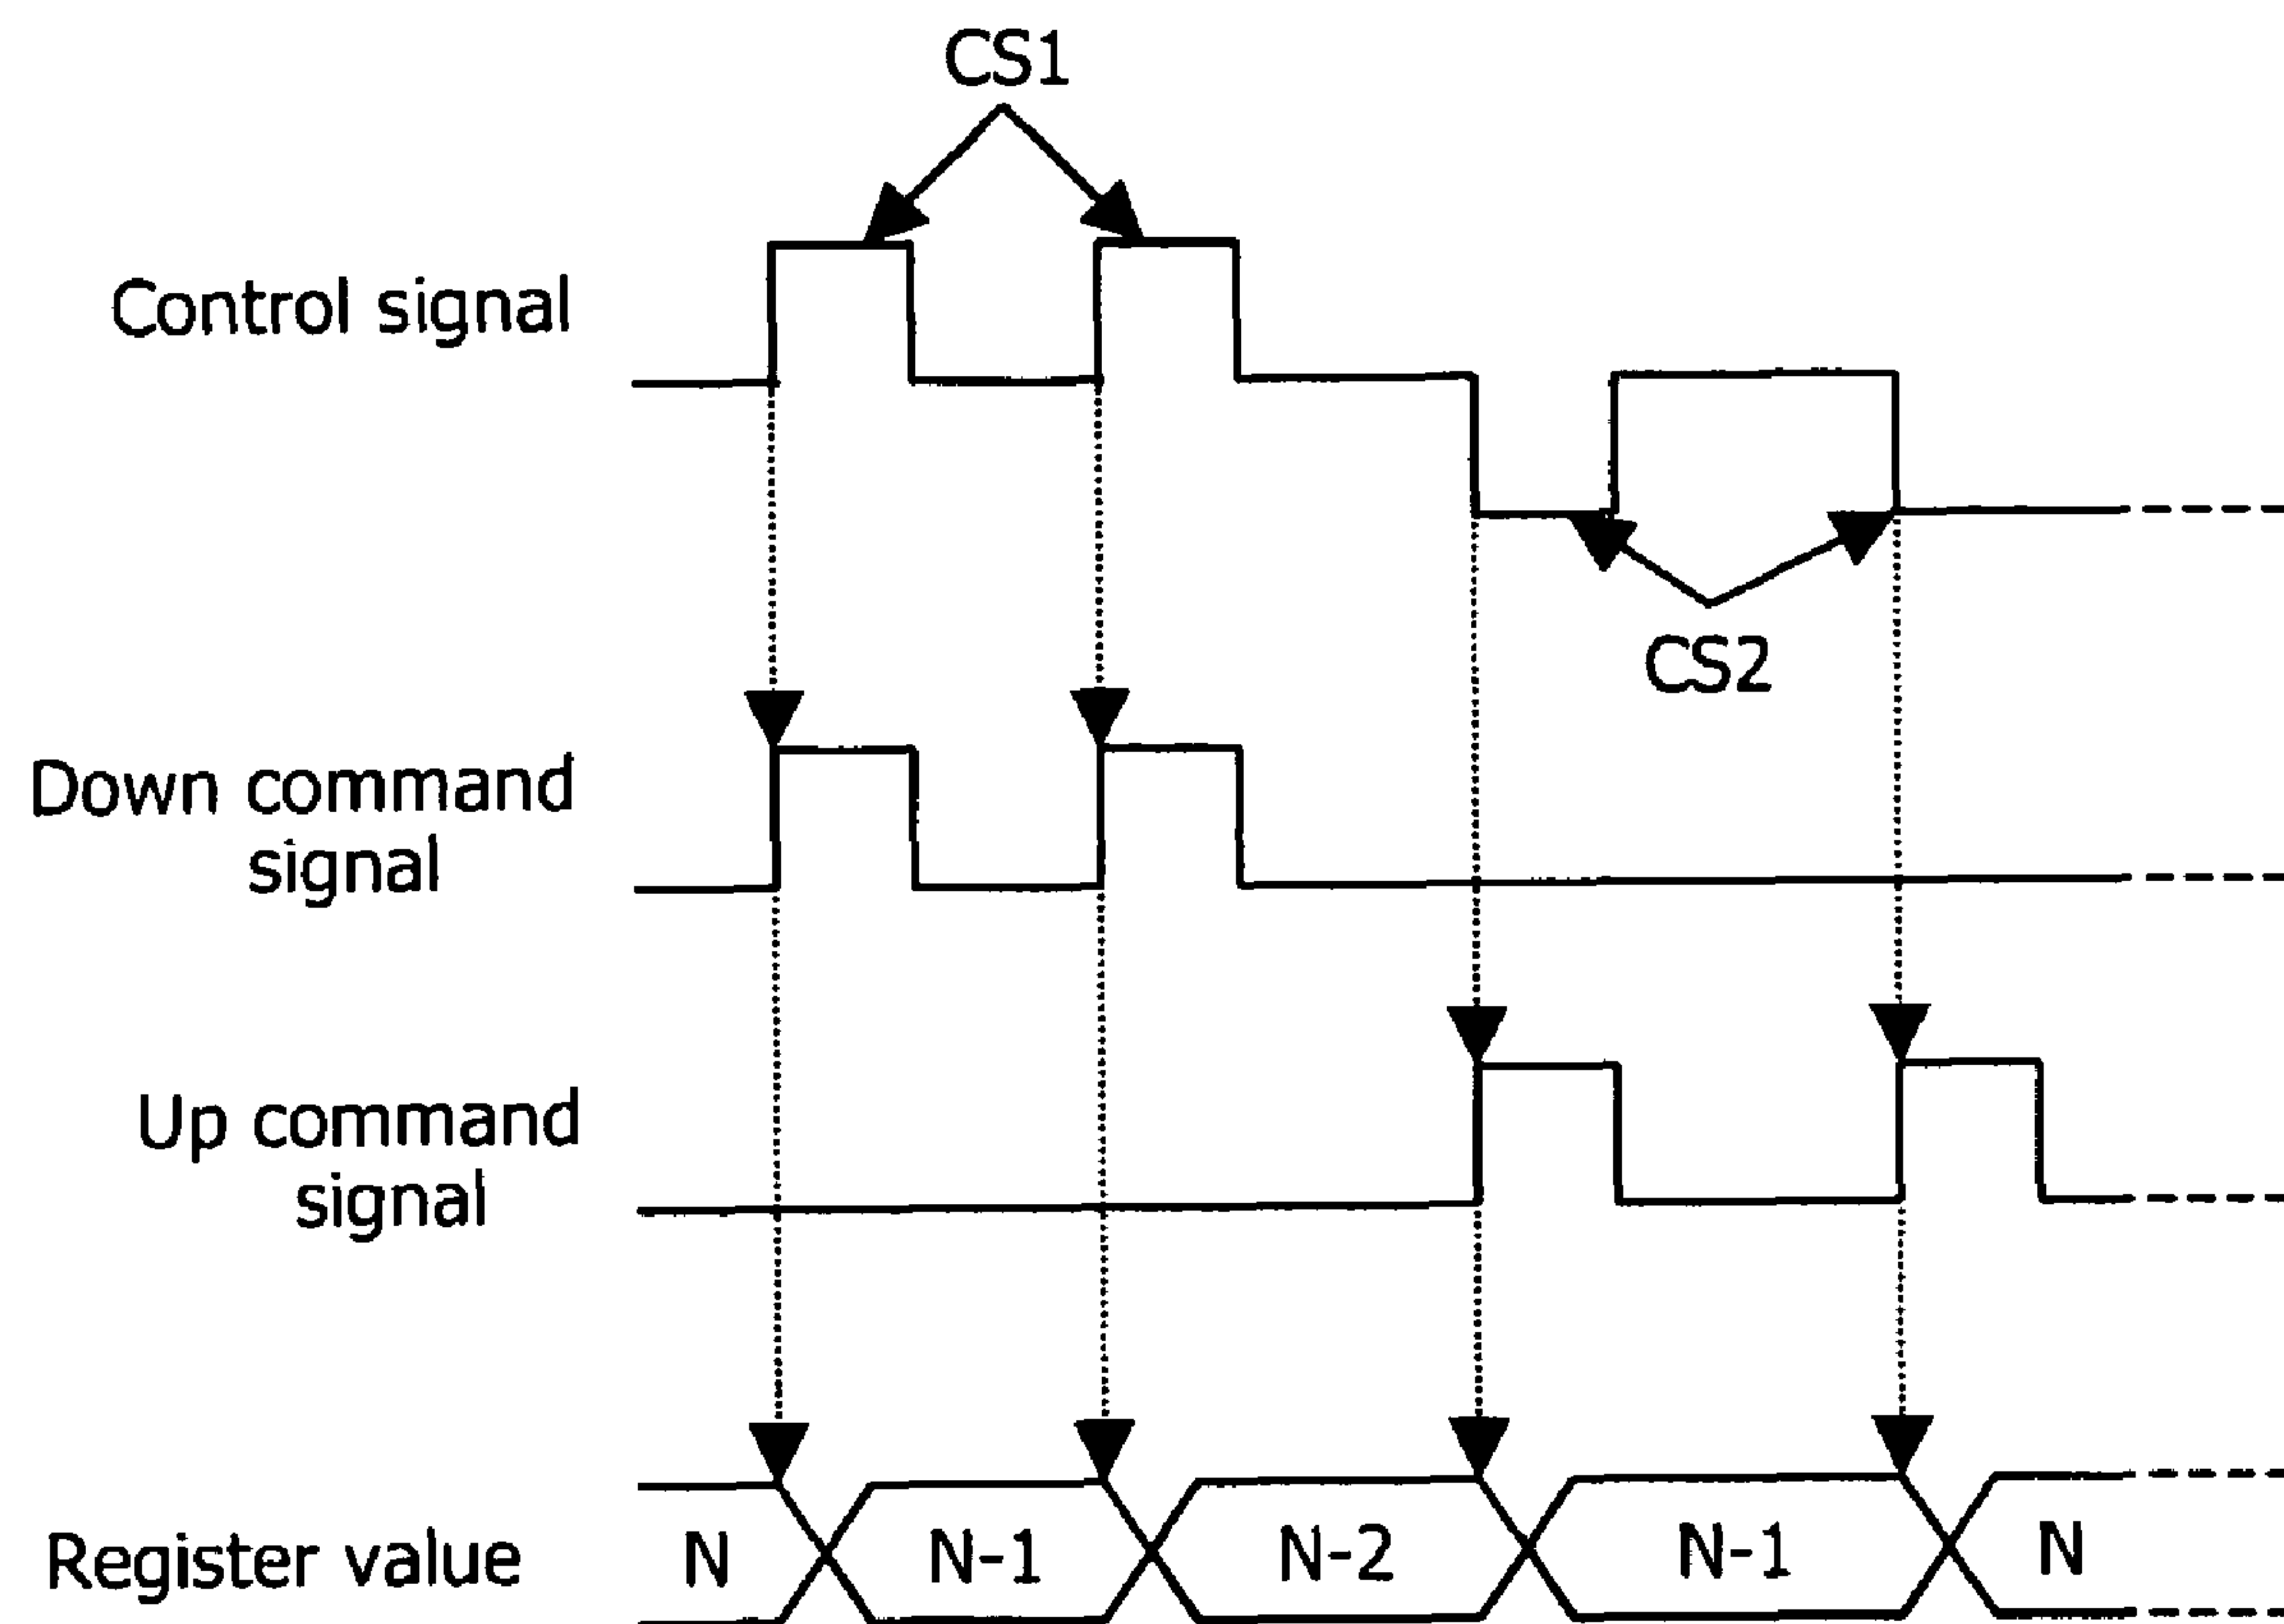 CS1
Control signal
CS2
Down command
signal
Up command
signal
Register value
N
N-1
N-2
N-1
N